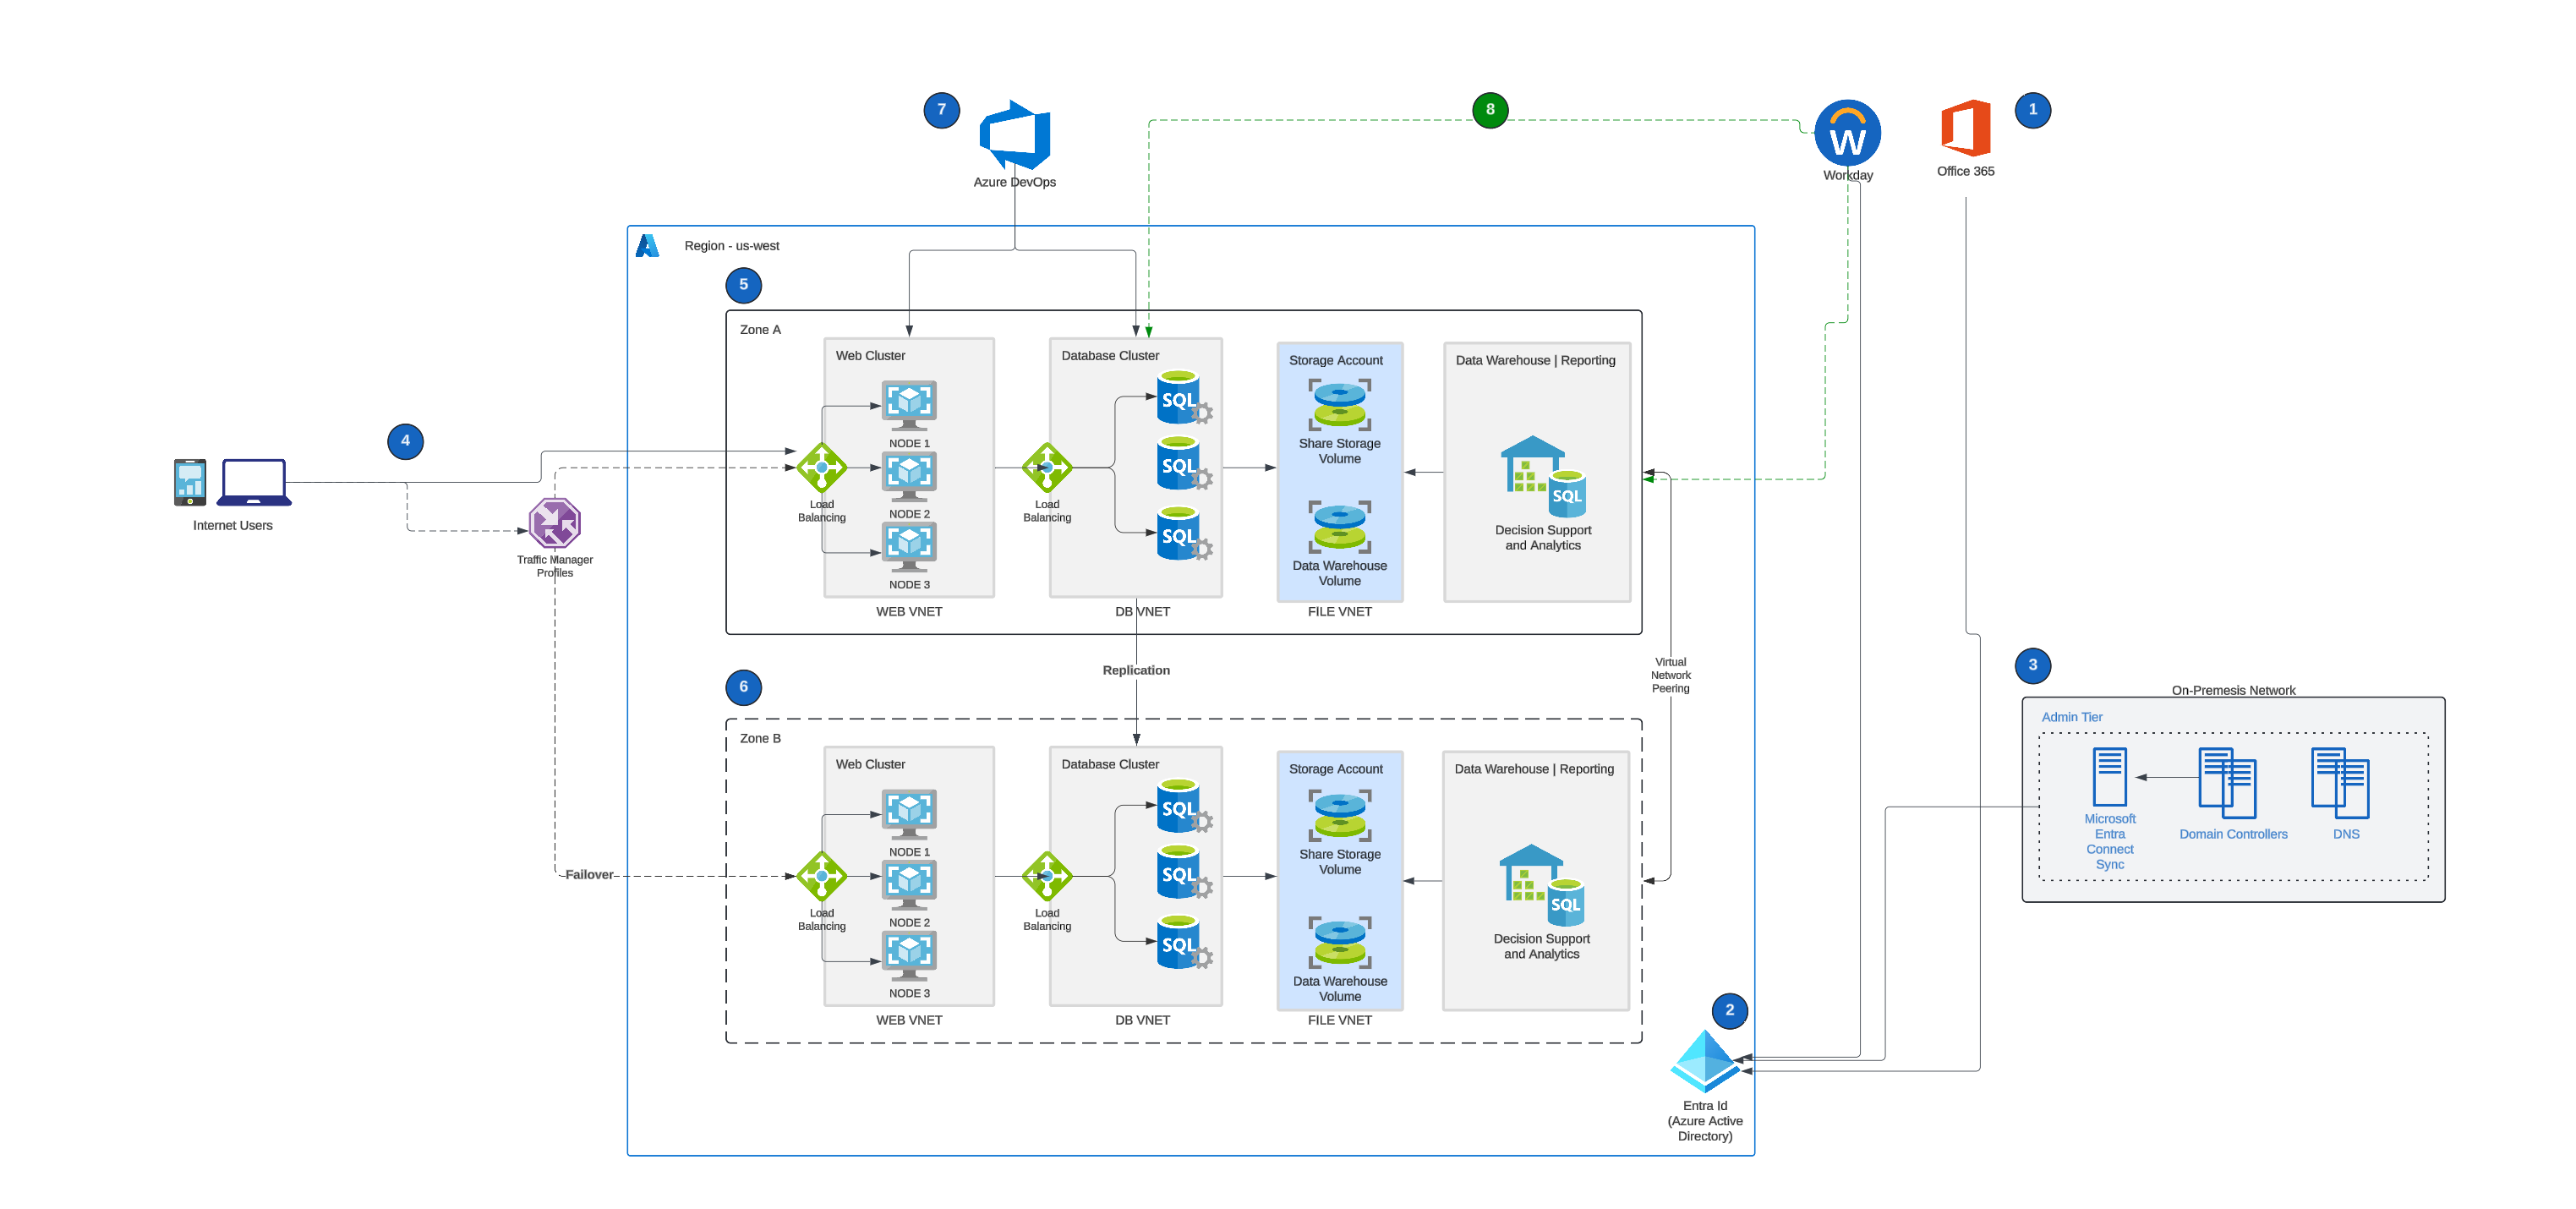 7
Azure DevOps
8
W
Workday
Office 365
1
Region - us-west
5
Zone A
Web Cluster
NODE 1
NODE 2
NODE 3
Load
Balancing
WEB VNET
Database Cluster
SQL
SQL
SQL
Load
Balancing
DB VNET
Storage Account
Share Storage
Volume
Data Warehouse
Volume
FILE VNET
Data Warehouse | Reporting
SQL
Decision Support
and Analytics
4
Internet Users
Traffic Manager
Profiles
Failover
Replication
Virtual
Network
Peering
6
Zone B
Web Cluster
NODE 1
NODE 2
NODE 3
Load
Balancing
WEB VNET
Database Cluster
SQL
SQL
SQL
Load
Balancing
DB VNET
Storage Account
Share Storage
Volume
Data Warehouse
Volume
FILE VNET
Data Warehouse | Reporting
SQL
Decision Support
and Analytics
2
Entra Id
(Azure Active
Directory)
3
On-Premesis Network
Admin Tier
Microsoft
Entra
Connect
Sync
Domain Controllers
DNS